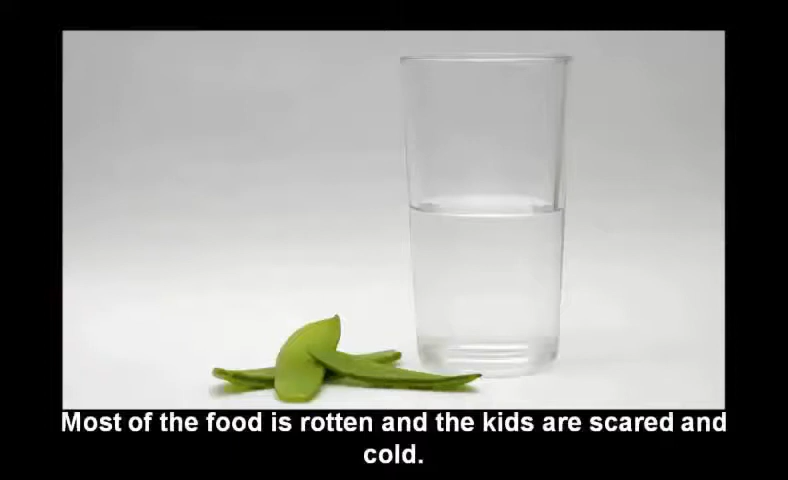 Most of the food is rotten and the kids are scared and
cold.